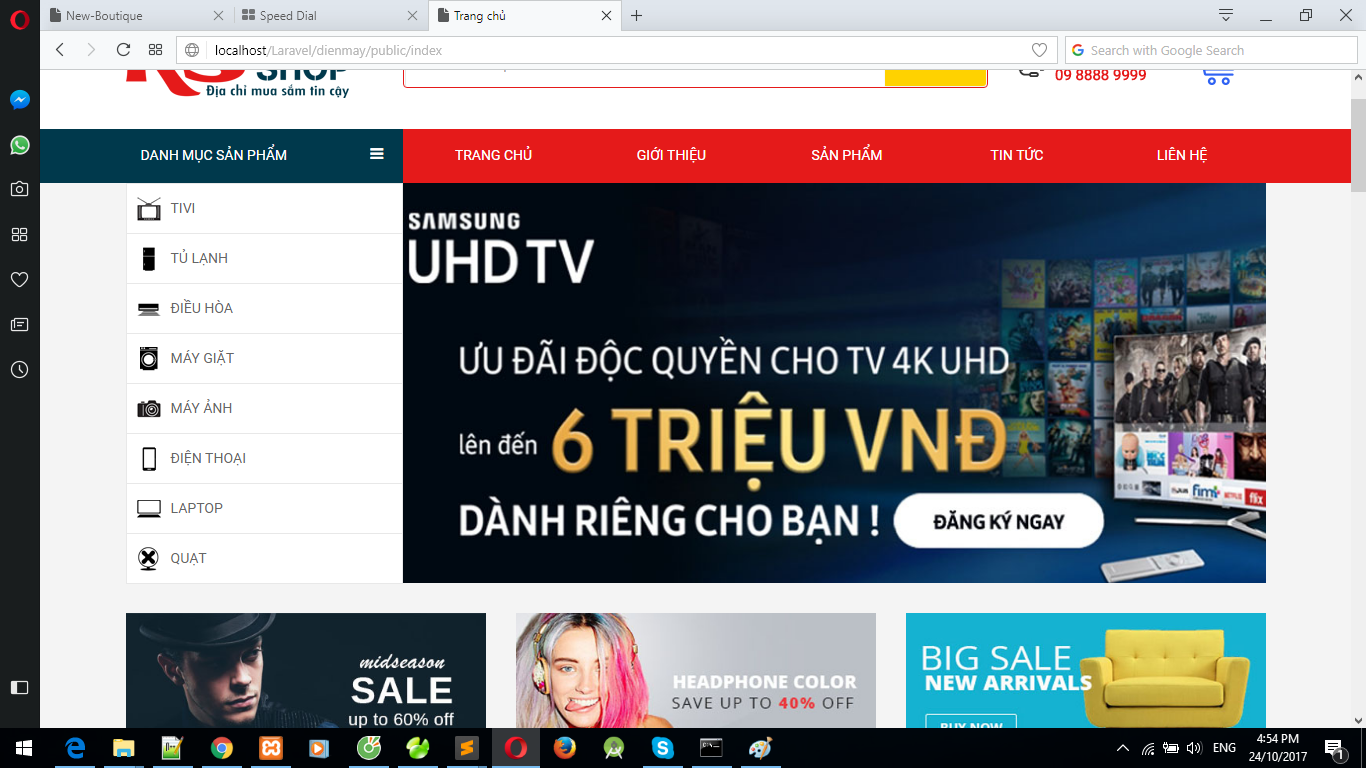 New-Boutique
Speed Dial
Trang chủ
localhost/Laravel/dienmay/public/index
Search with Google Search
SHOP
Địa chỉ mua sắm tin cậy
09 8888 9999
DANH MỤC SẢN PHẨM
TRANG CHỦ
GIỚI THIỆU
SẢN PHẨM
TIN TỨC
LIÊN HỆ
TIVI
TỦ LẠNH
ĐIỀU HÒA
MÁY GIẶT
MÁY ẢNH
ĐIỆN THOẠI
LAPTOP
QUẠT
SAMSUNG
UHD TV
ƯU ĐÃI ĐỘC QUYỀN CHO TV 4K UHD
lên đến 6 TRIỆU VNĐ
DÀNH RIÊNG CHO BẠN !
ĐĂNG KÝ NGAY
midseason
SALE
up to 60% off
HEADPHONE COLOR
SAVE UP TO 40% OFF
BIG SALE
NEW ARRIVALS
BUY NOW
ENG
4:54 PM
24/10/2017
1